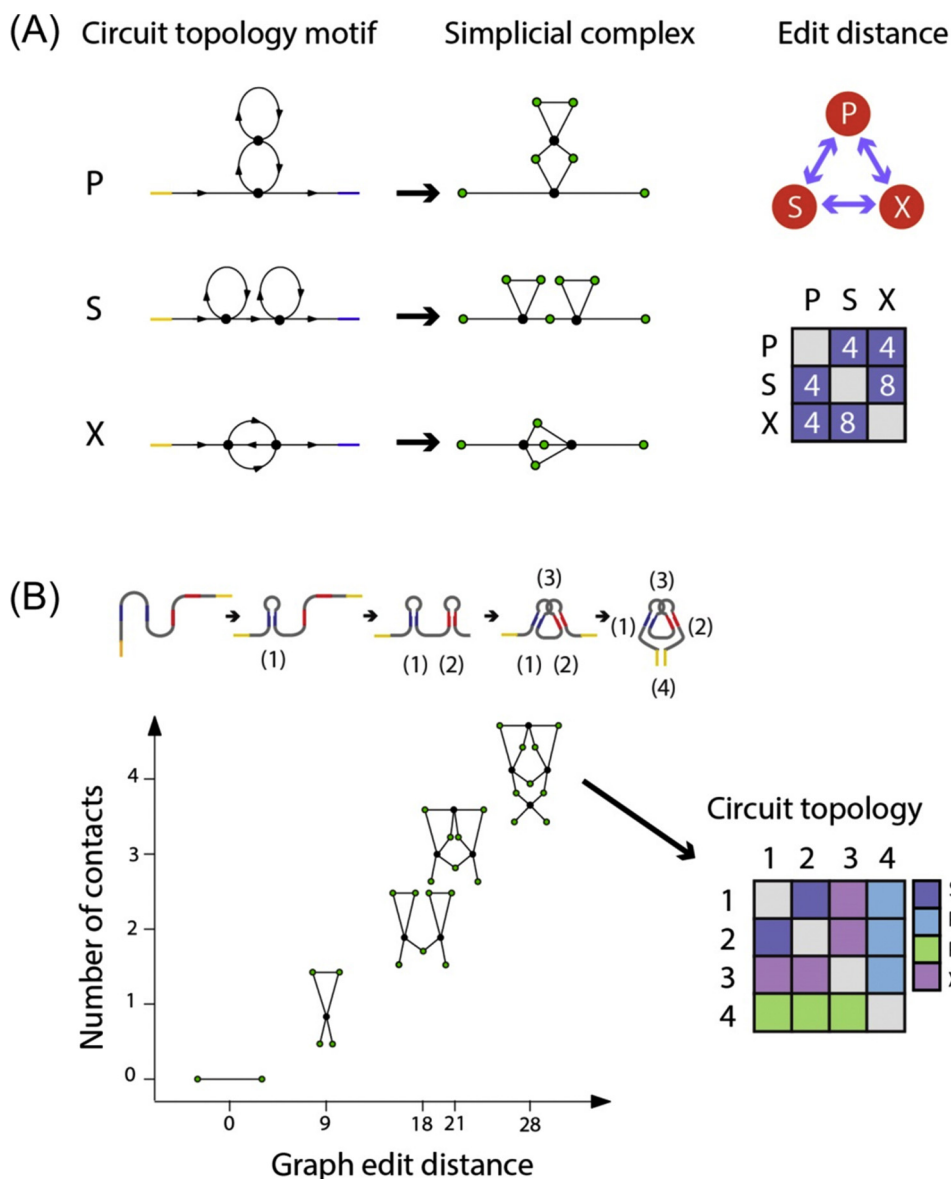 (A) Circuit topology motif Simplicial complex Edit distance
P
P
S X
S
P S X
P 4 4
S 4 8
X 4 8
X
(B)
(3) (3)
(1) (2)
(1) (1) (2) (1) (2)
(4)
Number of contacts
4
3
2
1
0
0 9 18 21 28
Graph edit distance
Circuit topology
1 2 3 4
1
2
3
4